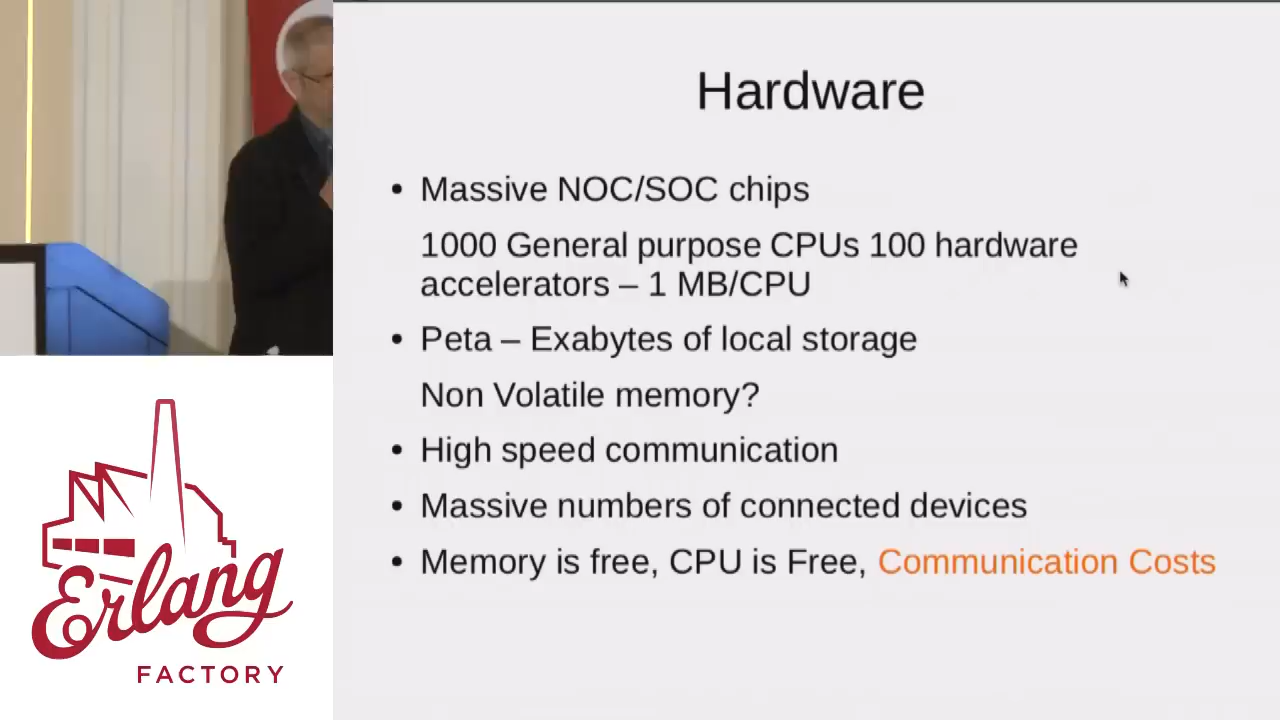 Hardware
• Massive NOC/SOC chips
1000 General purpose CPUs 100 hardware
accelerators – 1 MB/CPU
• Peta – Exabytes of local storage
Non Volatile memory?
• High speed communication
• Massive numbers of connected devices
• Memory is free, CPU is Free, Communication Costs
Erlang
FACTORY